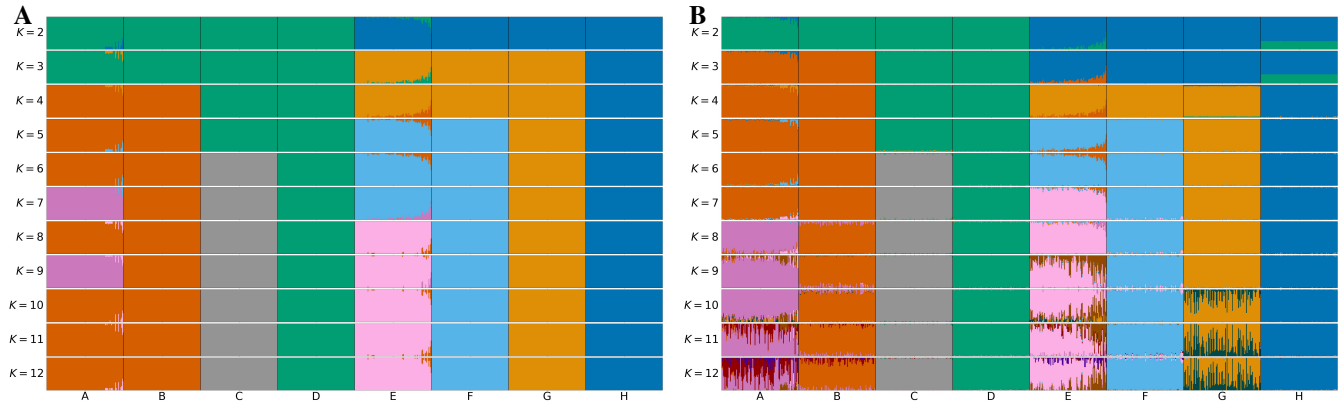 A
K = 2
K = 3
K = 4
K = 5
K = 6
K = 7
K = 8
K = 9
K = 10
K = 11
K = 12
A B C D E F G H
B
K = 2
K = 3
K = 4
K = 5
K = 6
K = 7
K = 8
K = 9
K = 10
K = 11
K = 12
A B C D E F G H